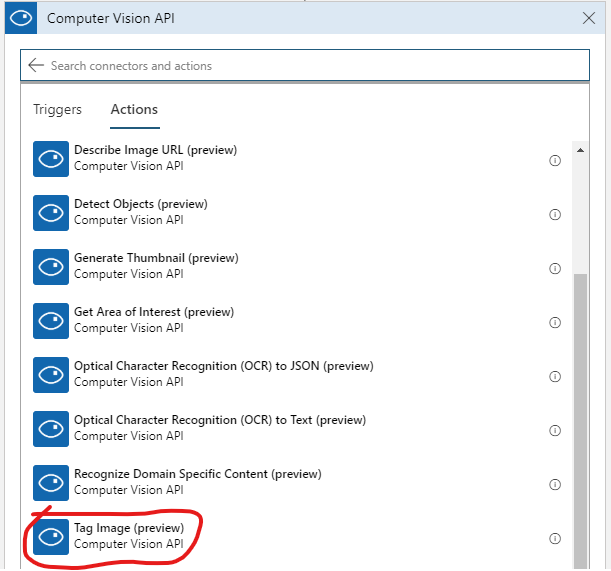 Computer Vision API
Search connectors and actions
Triggers Actions
Describe Image URL (preview)
Computer Vision API
Detect Objects (preview)
Computer Vision API
Generate Thumbnail (preview)
Computer Vision API
Get Area of Interest (preview)
Computer Vision API
Optical Character Recognition (OCR) to JSON (preview)
Computer Vision API
Optical Character Recognition (OCR) to Text (preview)
Computer Vision API
Recognize Domain Specific Content (preview)
Computer Vision API
Tag Image (preview)
Computer Vision API